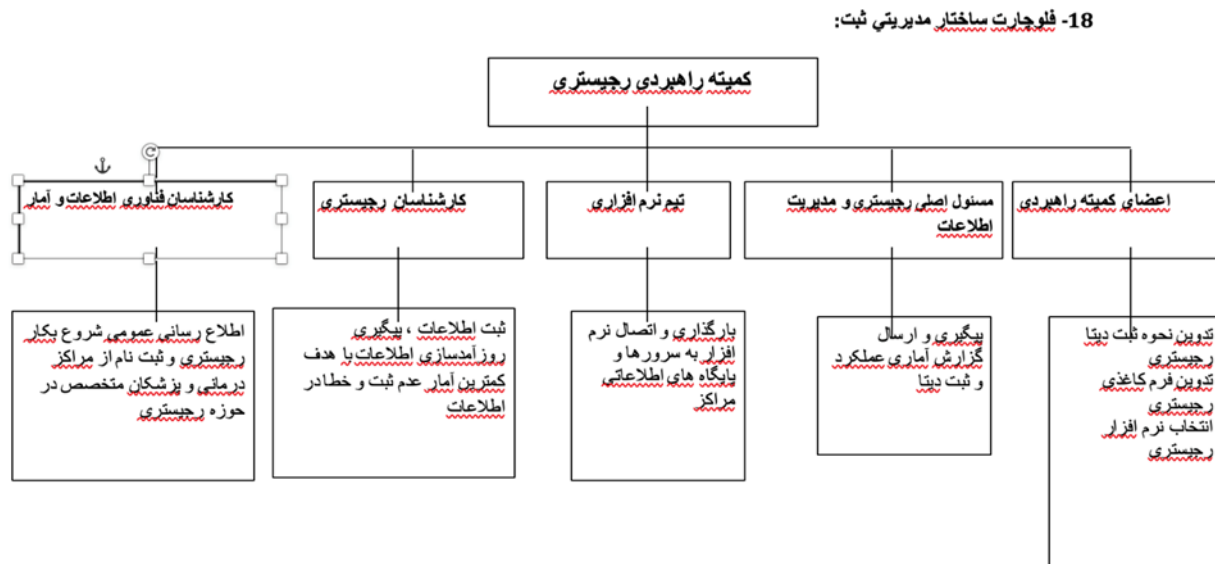 18- فلوچارت ساختار مديريتي ثبت:
کمیته راهبردی رجیستری
اعضای کمیته راهبردی
مسئول اصلی رجیستری و مدیریت
اطلاعات
تیم نرم افزاری
کارشناسان رجیستری
کارشناسان فناوری اطلاعات و آمار
تدوین نحوه ثبت دیتا
رجیستری
تدوین فرم کاغذی
رجیستری
انتخاب نرم افزار
رجیستری
پیگیری و ارسال
گزارش آماری عملکرد
و ثبت دیتا
بارگذاری و اتصال نرم
افزار به سرور ها و
پایگاه های اطلاعاتی
مراکز
ثبت اطلاعات ، پیگیری
روزآمدسازی اطلاعات با هدف
کمترین آمار عدم ثبت و خطا در
اطلاعات
اطلاع رسانی عمومی شروع بکار
رجیستری و ثبت نام از مراکز
درمانی و پزشکان متخصص در
حوزه رجیستری